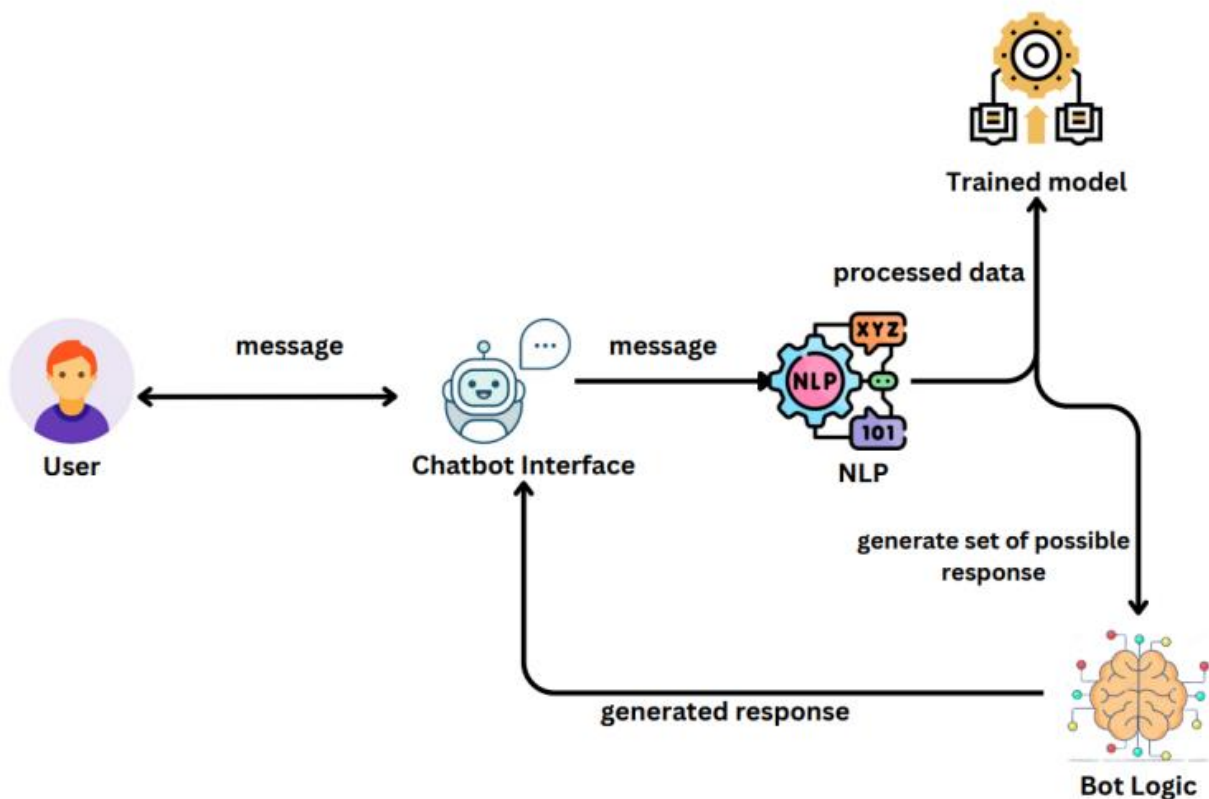 Trained model
processed data
message
message
XYZ
NLP
101
User
Chatbot Interface
NLP
generate set of possible
response
generated response
Bot Logic